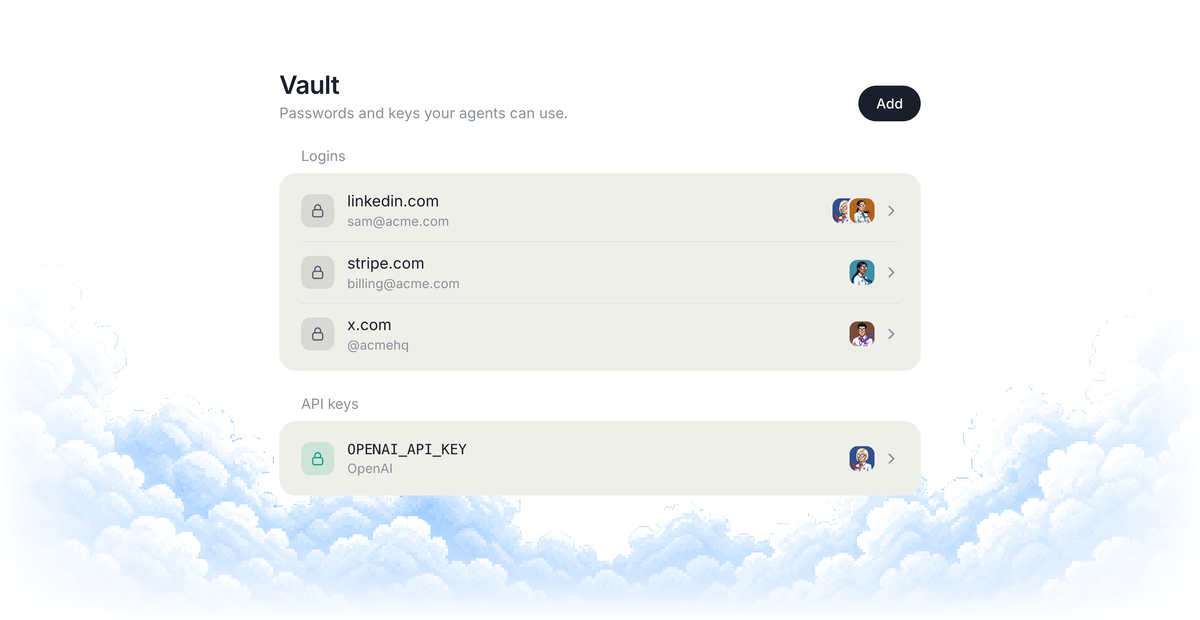 Vault
Passwords and keys your agents can use.
Add
Logins
linkedin.com
sam@acme.com
stripe.com
billing@acme.com
x.com
@acmehq
API keys
OPENAI_API_KEY
OpenAI